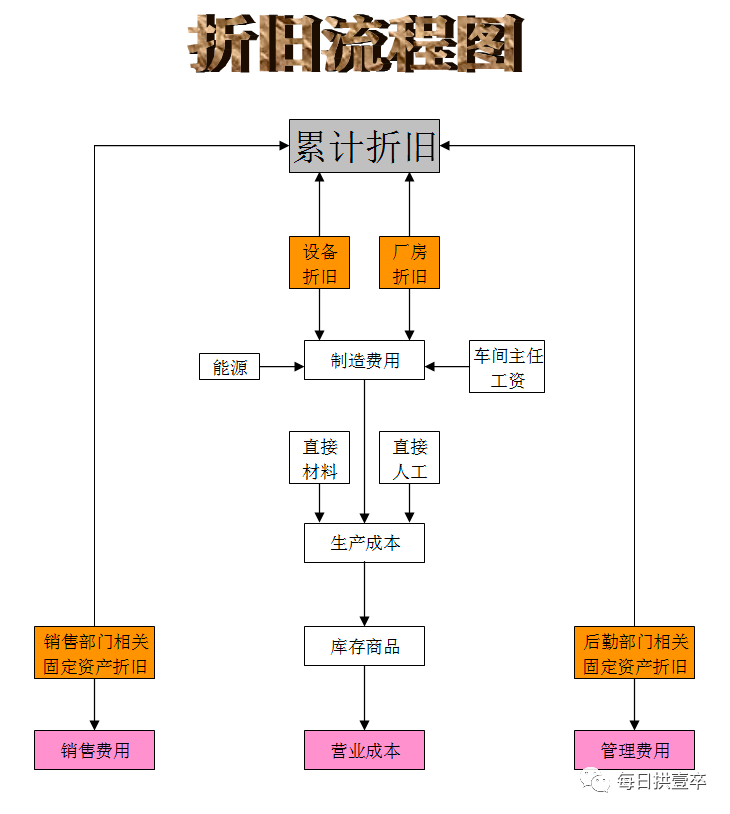 折旧流程图
累计折旧
设备
折旧
厂房
折旧
能源
制造费用
车间主任
工资
直接
材料
直接
人工
生产成本
销售部门相关
固定资产折旧
库存商品
后勤部门相关
固定资产折旧
销售费用
营业成本
管理费用
每日拱壹卒